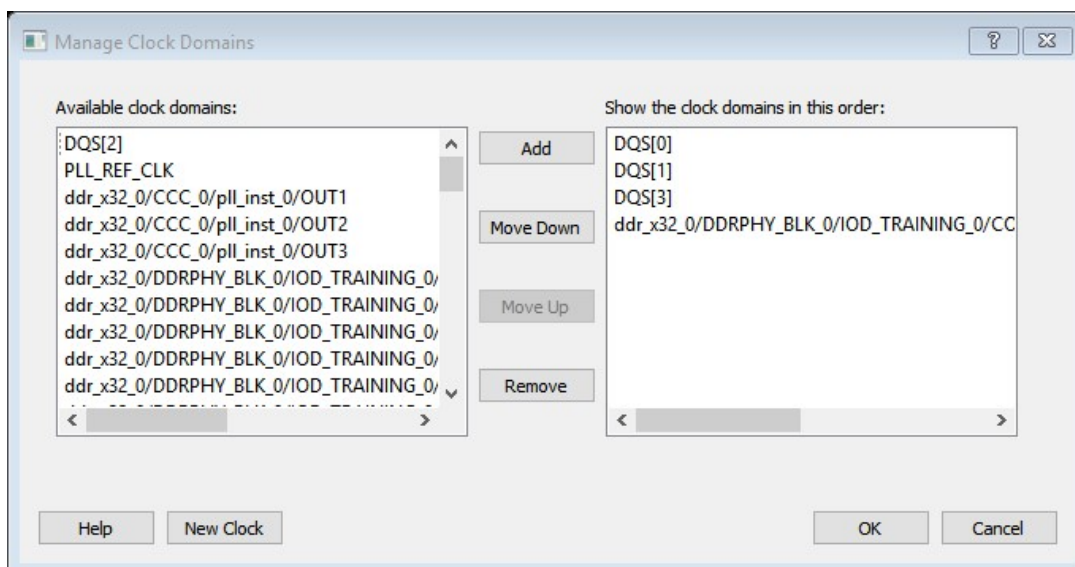 Manage Clock Domains
Available clock domains:
Show the clock domains in this order:
DQS[2]
PLL_REF_CLK
ddr_x32_0/CCC_0/pll_inst_0/OUT1
ddr_x32_0/CCC_0/pll_inst_0/OUT2
ddr_x32_0/CCC_0/pll_inst_0/OUT3
ddr_x32_0/DDRPHY_BLK_0/IOD_TRAINING_0/
ddr_x32_0/DDRPHY_BLK_0/IOD_TRAINING_0/
ddr_x32_0/DDRPHY_BLK_0/IOD_TRAINING_0/
ddr_x32_0/DDRPHY_BLK_0/IOD_TRAINING_0/
ddr_x32_0/DDRPHY_BLK_0/IOD_TRAINING_0/
Add
Move Down
Move Up
Remove
DQS[0]
DQS[1]
DQS[3]
ddr_x32_0/DDRPHY_BLK_0/IOD_TRAINING_0/CO
Help
New Clock
OK
Cancel